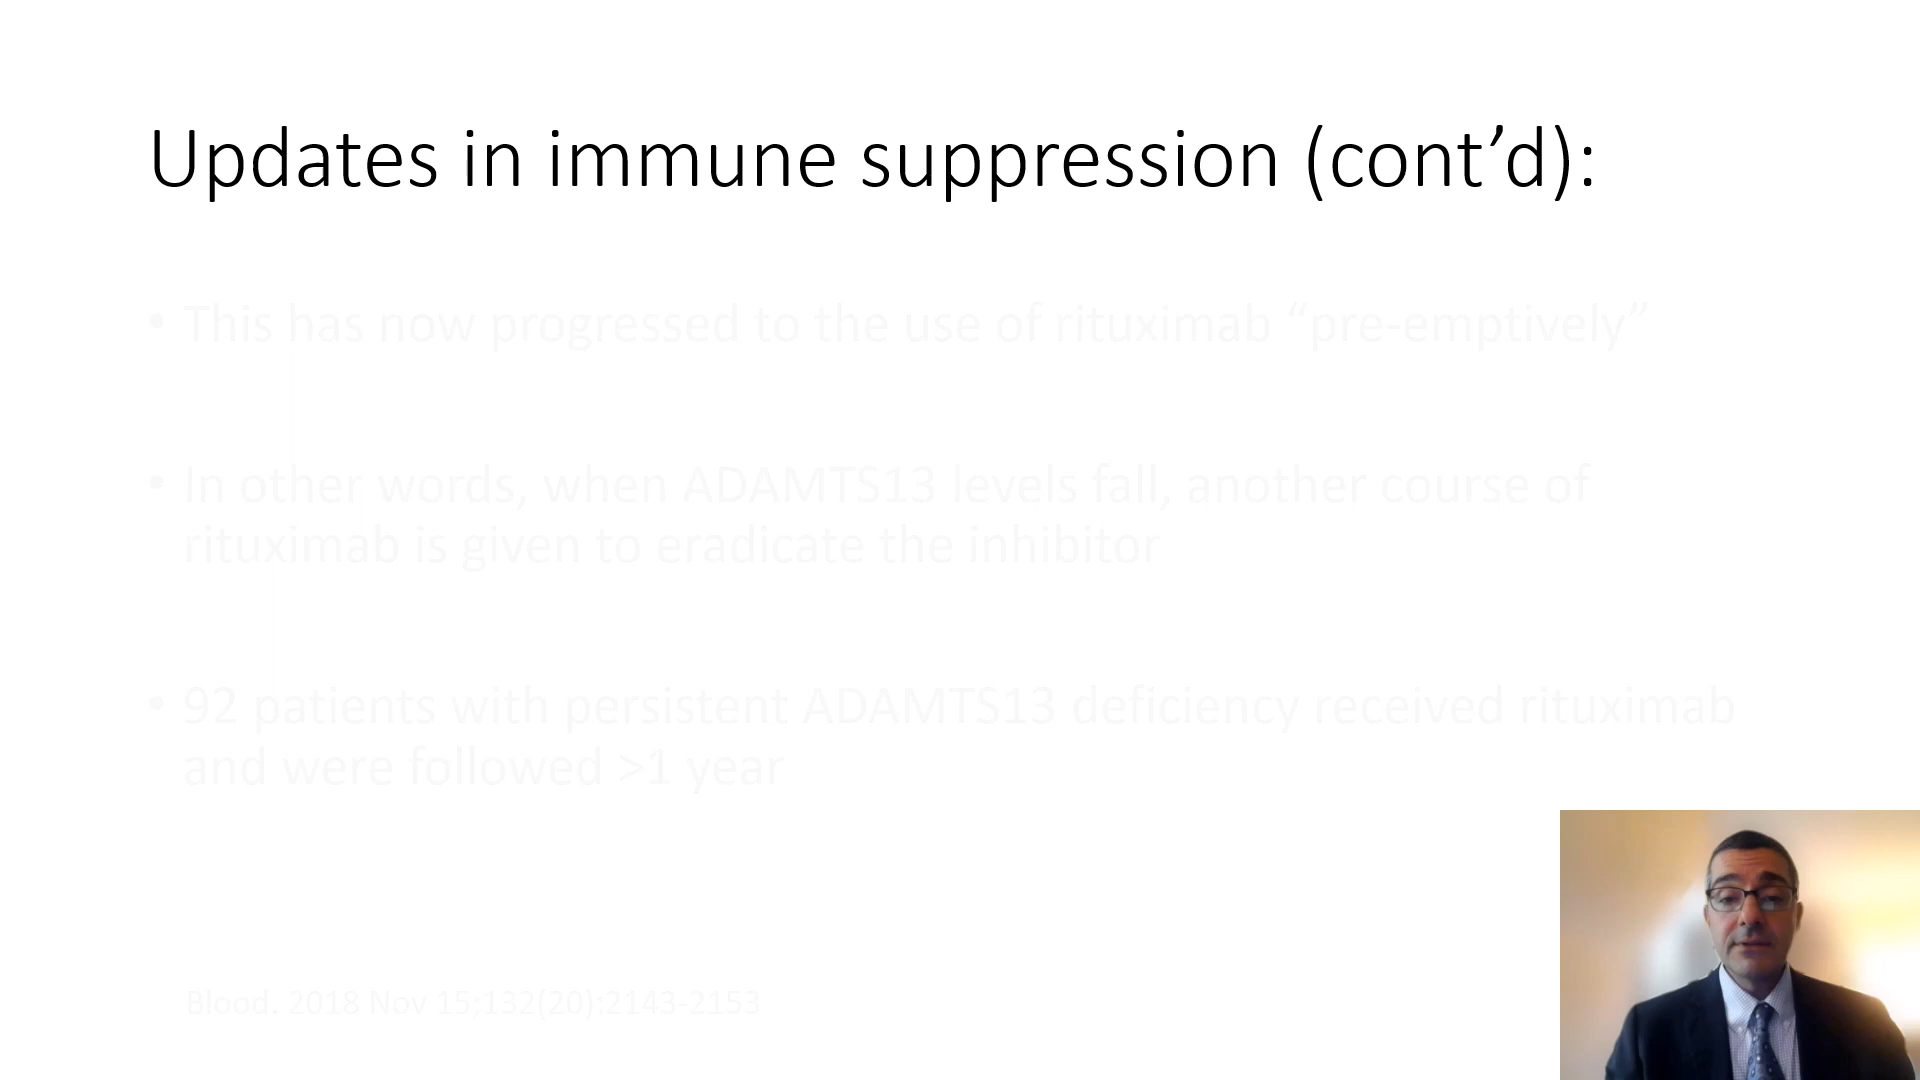 Updates in immune suppression (cont’d):
• This has now progressed to the use of rituximab “pre-emptively”
• In other words, when ADAMTS13 levels fall, another course of
rituximab is given to eradicate the inhibitor
• 92 patients with persistent ADAMTS13 deficiency received rituximab
and were followed >1 year
Blood. 2018 Nov 15;132(20):2143-2153